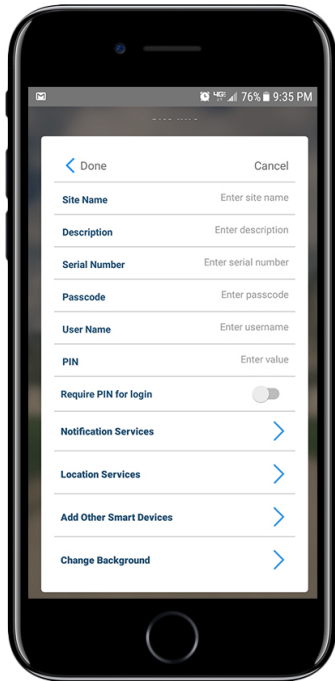 76% 9:35 PM
Done Cancel
Site Name Enter site name
Description Enter description
Serial Number Enter serial number
Passcode Enter passcode
User Name Enter username
PIN Enter value
Require PIN for login
Notification Services
Location Services
Add Other Smart Devices
Change Background